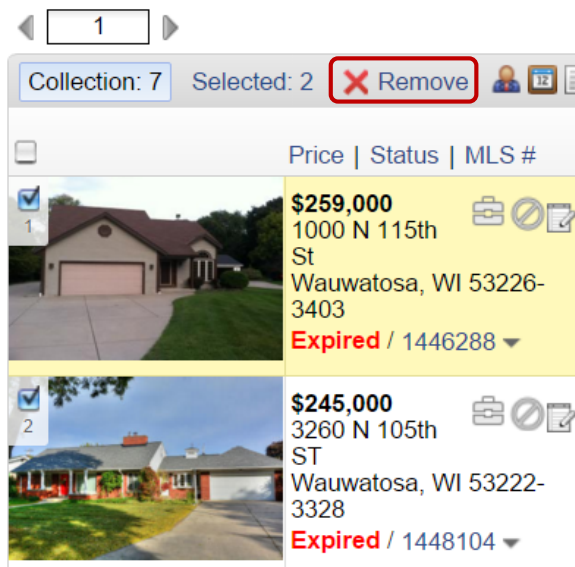 1
Collection: 7 Selected: 2 Remove 12
Price | Status | MLS #
1
$259,000
1000 N 115th
St
Wauwatosa, WI 53226-
3403
Expired / 1446288
2
$245,000
3260 N 105th
ST
Wauwatosa, WI 53222-
3328
Expired / 1448104